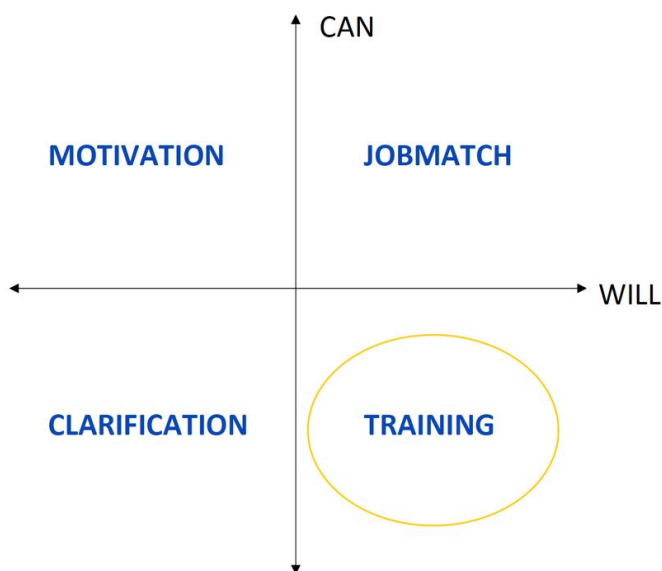 CAN
MOTIVATION
JOBMATCH
WILL
CLARIFICATION
TRAINING